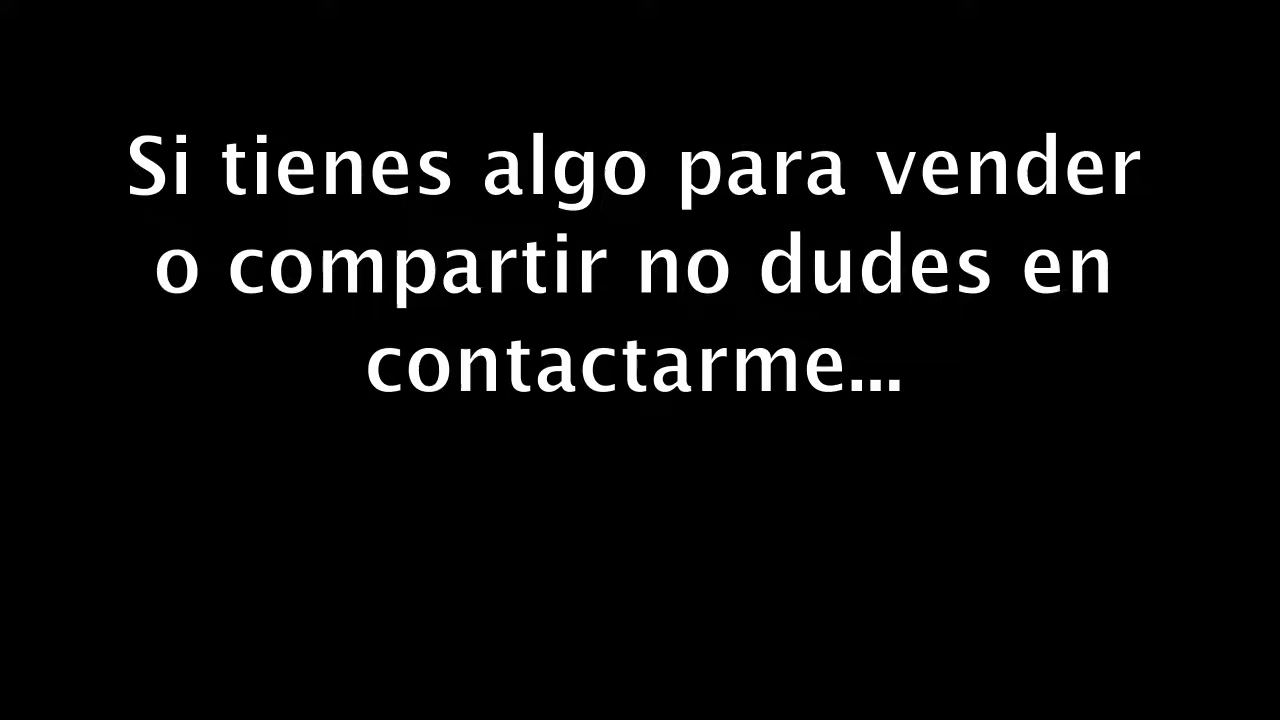 Si tienes algo para vender
o compartir no dudes en
contactarme...